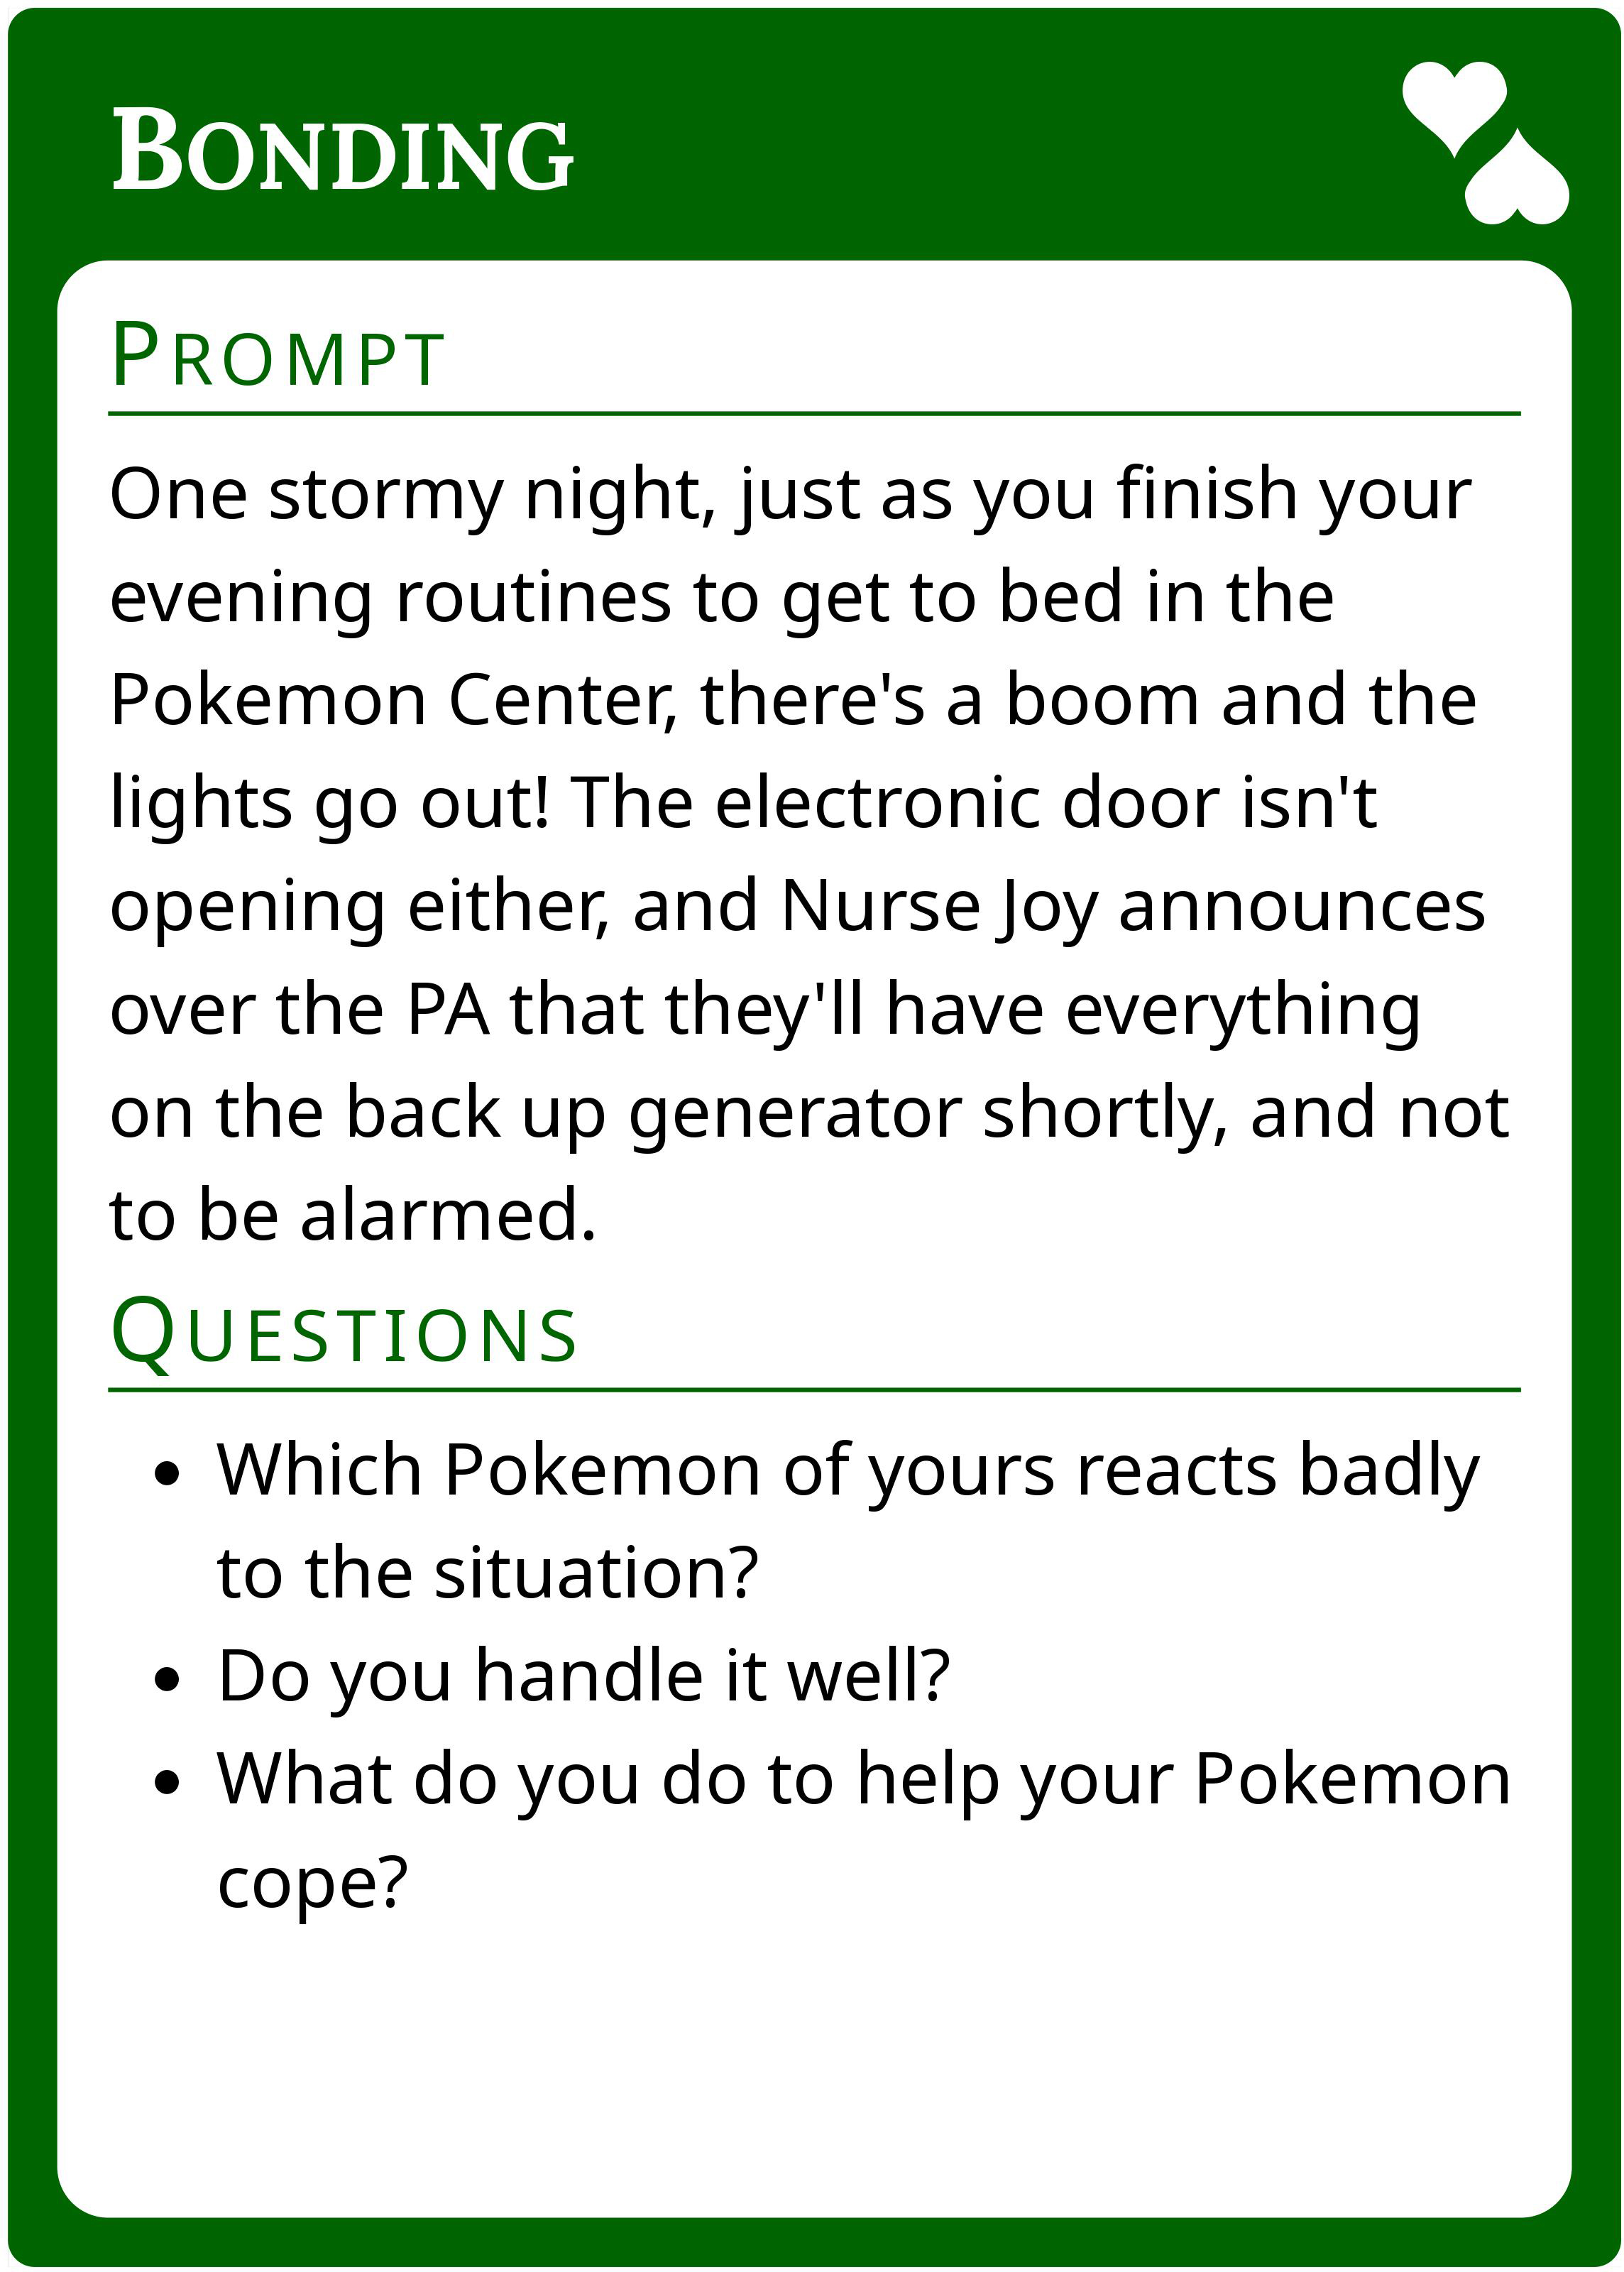 Bonding
Prompt
One stormy night, just as you finish your
evening routines to get to bed in the
Pokemon Center, there's a boom and the
lights go out! The electronic door isn't
opening either, and Nurse Joy announces
over the PA that they'll have everything
on the back up generator shortly, and not
to be alarmed.
Questions
• Which Pokemon of yours reacts badly
to the situation?
• Do you handle it well?
• What do you do to help your Pokemon
cope?